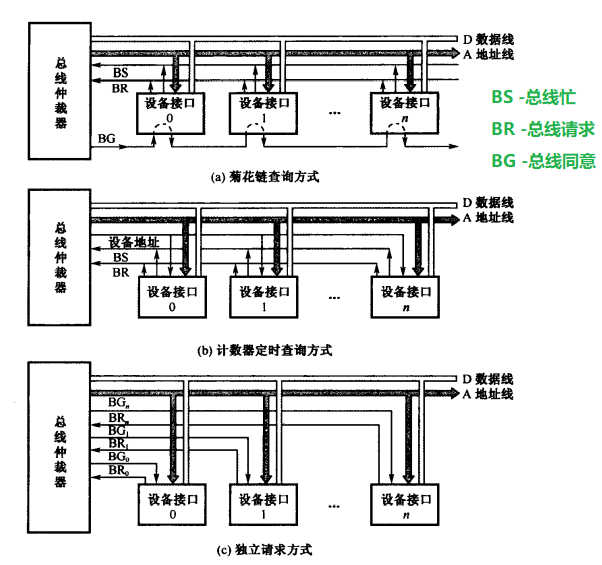 D 数据线
A 地址线
总线仲裁器
BS
BR
设备接口
0
设备接口
1
...
设备接口
n
BG
(a) 菊花链查询方式
BS -总线忙
BR -总线请求
BG -总线同意
D 数据线
A 地址线
总线仲裁器
设备地址
BS
BR
设备接口
0
设备接口
1
...
设备接口
n
(b) 计数器定时查询方式
D 数据线
A 地址线
总线仲裁器
BGn
BRn
BG1
BR1
BG0
BR0
设备接口
0
设备接口
1
...
设备接口
n
(c) 独立请求方式